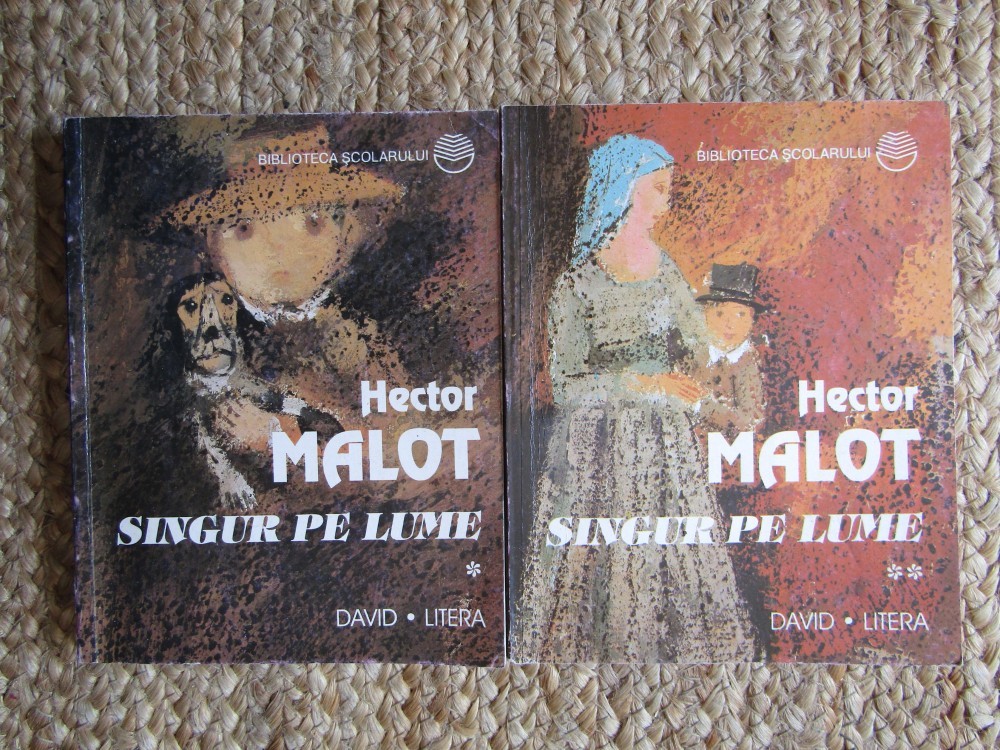 BIBLIOTECA ȘCOLARULUI
Hector
MALOT
SINGUR PE LUME
*
DAVID • LITERA
BIBLIOTECA ȘCOLARULUI
Hector
MALOT
SINGUR PE LUME
**
DAVID • LITERA